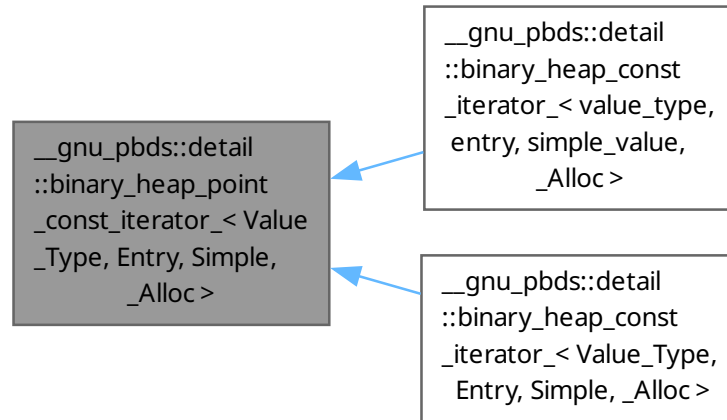 __gnu_pbds::detail
::binary_heap_point
_const_iterator_< Value
_Type, Entry, Simple,
_Alloc >
__gnu_pbds::detail
::binary_heap_const
_iterator_< value_type,
entry, simple_value,
_Alloc >
__gnu_pbds::detail
::binary_heap_const
_iterator_< Value_Type,
Entry, Simple, _Alloc >